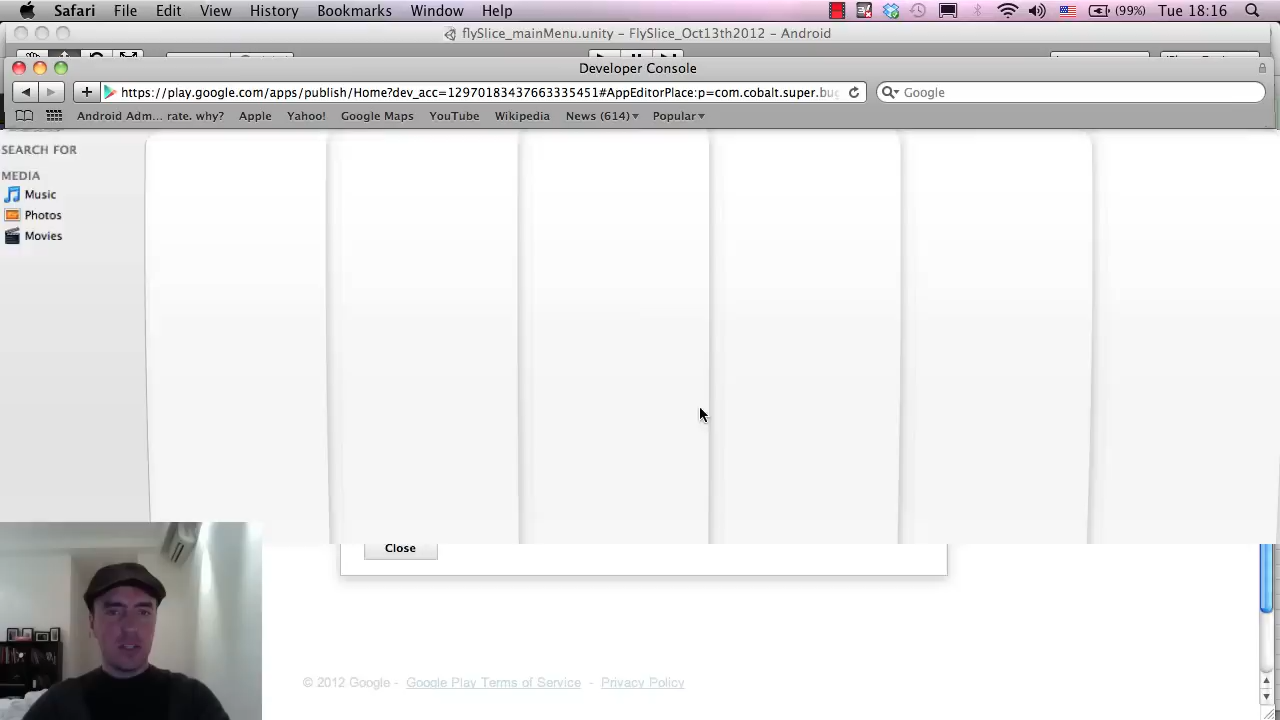 Safari File Edit View History Bookmarks Window Help (99%) Tue 18:16
flySlice_mainMenu.unity – FlySlice_Oct13th2012 – Android
Developer Console
https://play.google.com/apps/publish/Home?dev_acc=12970183437663335451#AppEditorPlace:p=com.cobalt.super.bug Google
Android Adm... rate. why? Apple Yahoo! Google Maps YouTube Wikipedia News (614) Popular
SEARCH FOR
MEDIA
Music
Photos
Movies
Close
© 2012 Google - Google Play Terms of Service - Privacy Policy